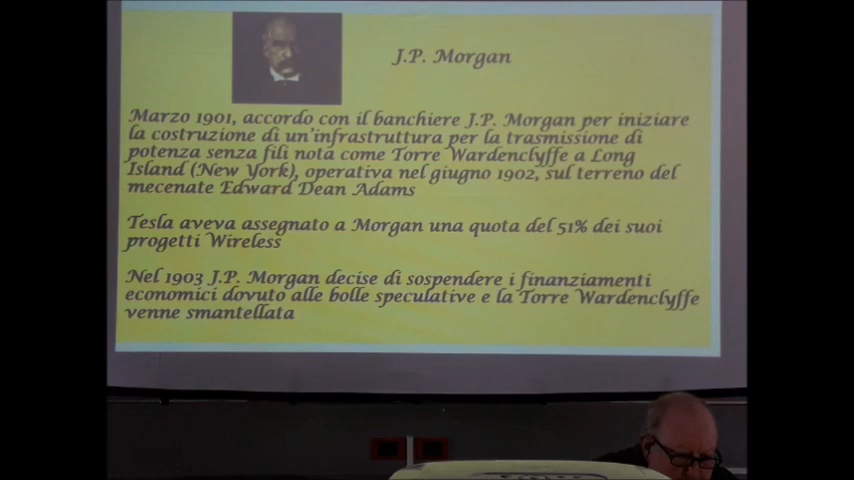 J.P. Morgan
Marzo 1901, accordo con il banchiere J.P. Morgan per iniziare
la costruzione di un'infrastruttura per la trasmissione di
potenza senza fili nota come Torre Wardenclyffe a Long
Island (New York), operativa nel giugno 1902, sul terreno del
mecenate Edward Dean Adams
Tesla aveva assegnato a Morgan una quota del 51% dei suoi
progetti Wireless
Nel 1903 J.P. Morgan decise di sospendere i finanziamenti
economici dovuto alle bolle speculative e la Torre Wardenclyffe
venne smantellata